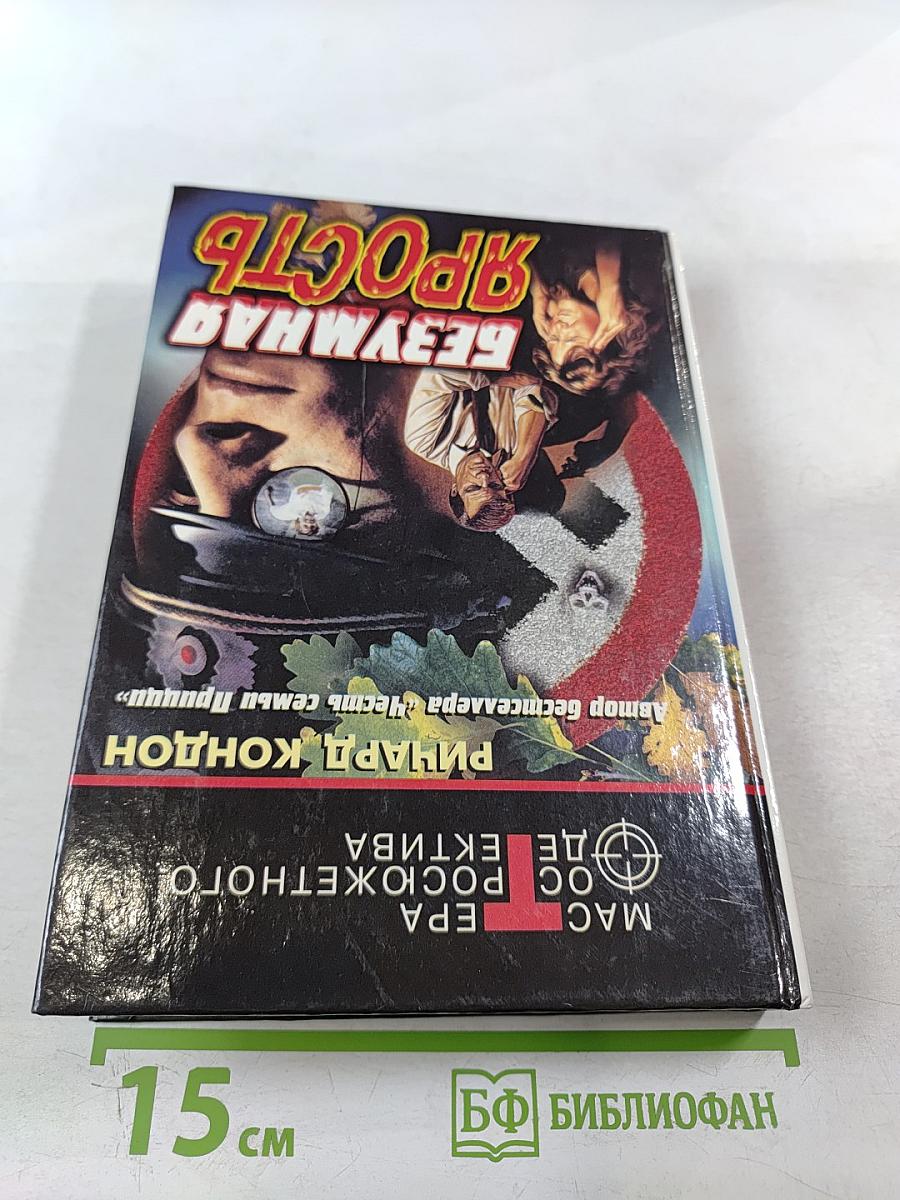 МАСТЕРА
ОСТРОСЮЖЕТНОГО
ДЕТЕКТИВА
РИЧАРД КОНДОН
Автор бестселлера «Честь семьи Прицци»
БЕЗУМНАЯ
ЯРОСТЬ
15 см
БФ БИБЛИОФАН